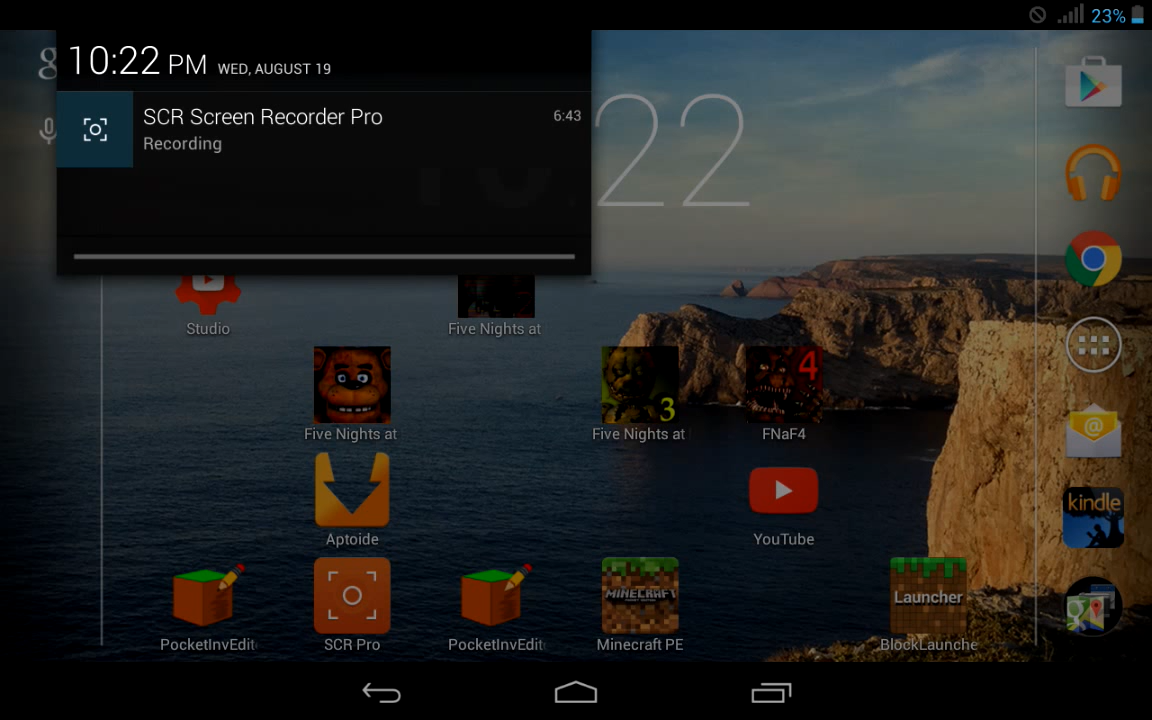 23%
10:22 PM WED, AUGUST 19
SCR Screen Recorder Pro 6:43
Recording
22
Studio
Five Nights at
3
4
Five Nights at
Five Nights at
FNaF4
@
kindle
Aptoide
YouTube
MINECRAFT
Launcher
g
PocketInvEdit
SCR Pro
PocketInvEdit
Minecraft PE
BlockLaunche